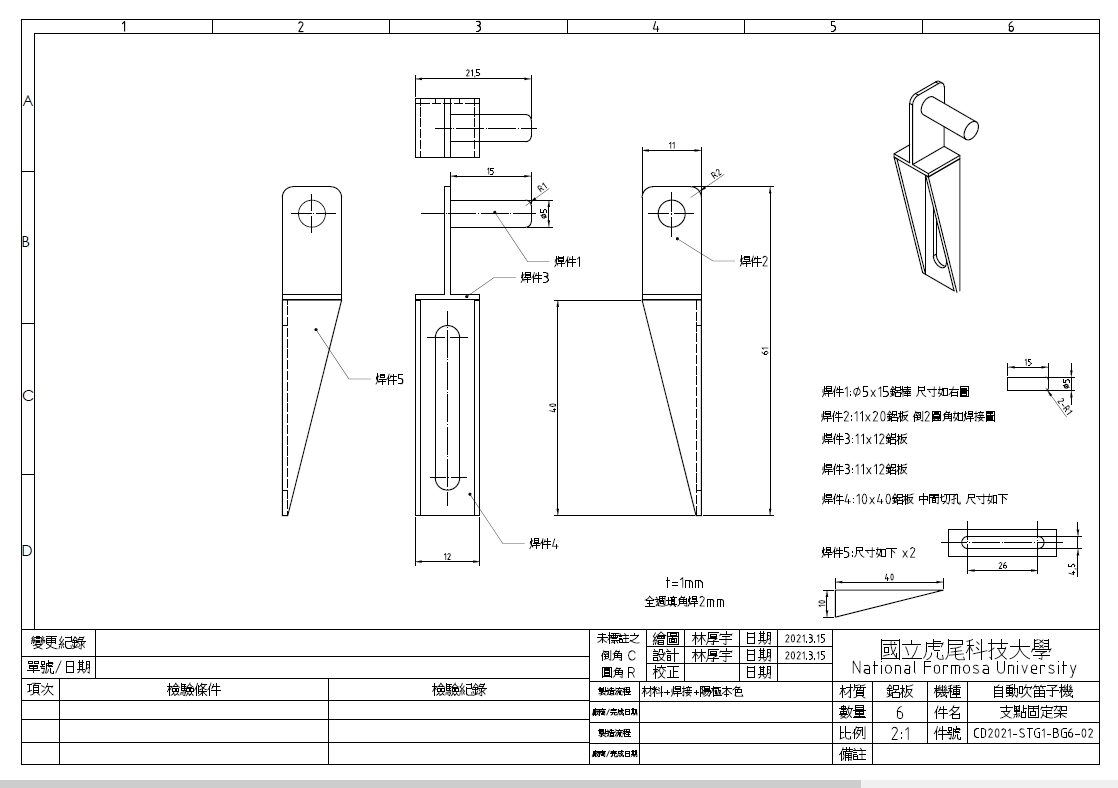 1 2 3 4 5 6
A
B
C
D
21,5
15
R1
ø5
焊件1
焊件3
焊件5
焊件4
12
40
11
R2
焊件2
61
15
ø5
2-R1
焊件1:ø5x15鋁棒 尺寸如右圖
焊件2:11x20鋁板 倒2圓角如焊接圖
焊件3:11x12鋁板
焊件3:11x12鋁板
焊件4:10x40鋁板 中間切孔 尺寸如下
焊件5:尺寸如下 x2
26
4,5
40
10
t=1mm
全週填角焊2mm
變更紀錄
單號/日期
項次 檢驗條件 檢驗紀錄
未標註之 繪圖 林厚宇 日期 2021.3.15
倒角 C 設計 林厚宇 日期 2021.3.15
圓角 R 校正 日期
國立虎尾科技大學
National Formosa University
製造流程 材料+焊接+陽極本色
廠商/完成日期
製造流程
廠商/完成日期
材質 鋁板 機種 自動吹笛子機
數量 6 件名 支點固定架
比例 2:1 件號 CD2021-STG1-BG6-02
備註